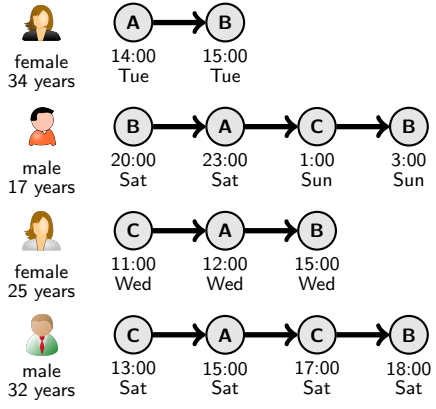 A B
female 14:00 15:00
34 years Tue Tue
B A C B
male 20:00 23:00 1:00 3:00
17 years Sat Sat Sun Sun
C A B
female 11:00 12:00 15:00
25 years Wed Wed Wed
C A C B
male 13:00 15:00 17:00 18:00
32 years Sat Sat Sat Sat